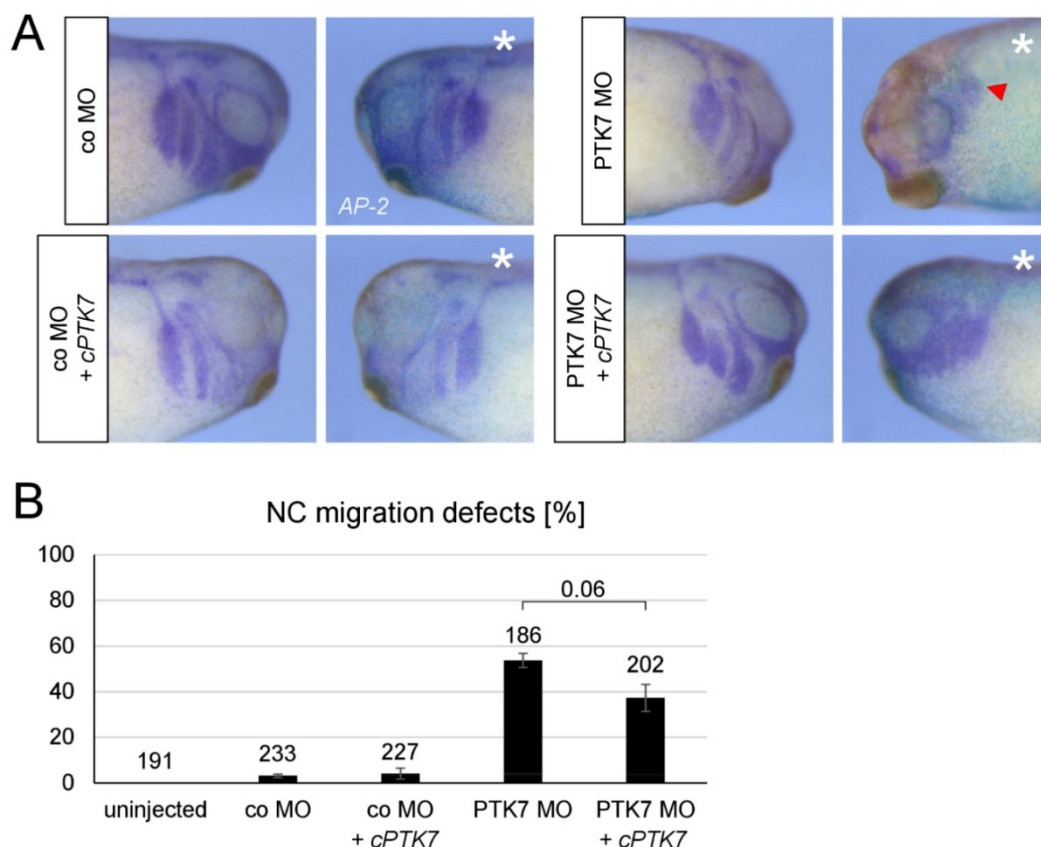 A
co MO
*
AP-2
PTK7 MO
*
co MO
+ cPTK7
*
PTK7 MO
+ cPTK7
*
B
NC migration defects [%]
100
80
60
40
20
0
0.06
191
233
227
186
202
uninjected
co MO
co MO
+ cPTK7
PTK7 MO
PTK7 MO
+ cPTK7